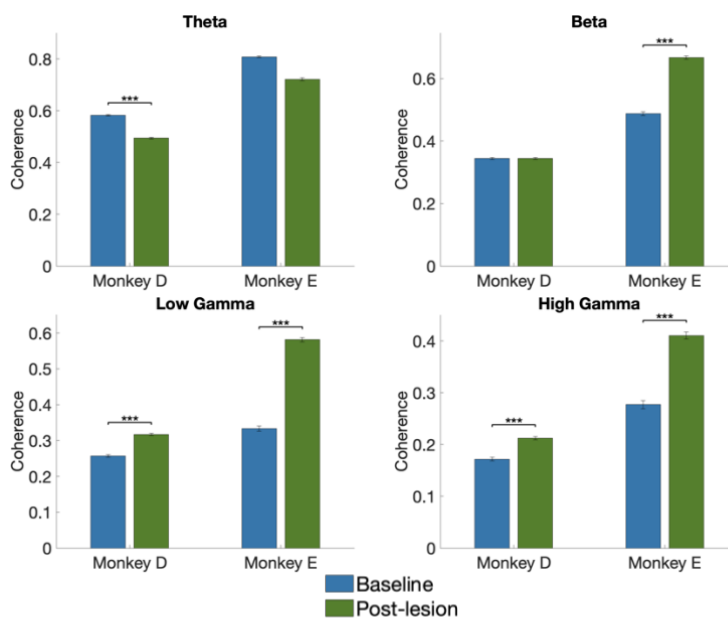 Theta
Coherence
0.8
0.6
0.4
0.2
0
***
Monkey D
Monkey E
Beta
Coherence
0.6
0.4
0.2
0
***
Monkey D
Monkey E
Low Gamma
Coherence
0.6
0.5
0.4
0.3
0.2
0.1
0
***
***
Monkey D
Monkey E
High Gamma
Coherence
0.4
0.3
0.2
0.1
0
***
***
Monkey D
Monkey E
Baseline
Post-lesion